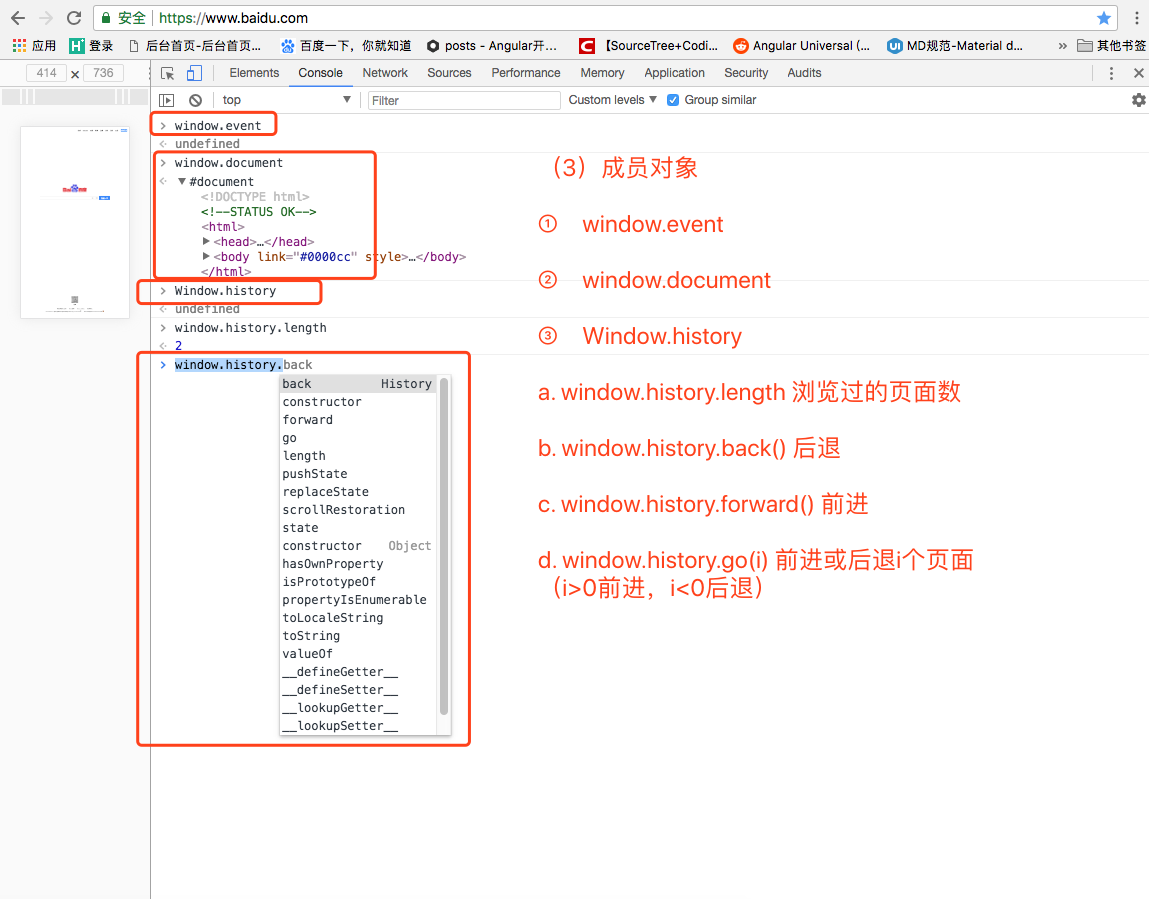 安全 https://www.baidu.com
应用 登录 后台首页-后台首页... 百度一下，你就知道 posts - Angular开... 【SourceTree+Codi... Angular Universal (... MD规范-Material d... » 其他书签
414 × 736 Elements Console Network Sources Performance Memory Application Security Audits
top Filter Custom levels Group similar
window.event
undefined
window.document
#document
<!DOCTYPE html>
<!--STATUS OK-->
<html>
<head>…</head>
<body link="#0000cc" style>…</body>
</html>
Window.history
undefined
window.history.length
2
window.history.back
back History
constructor
forward
go
length
pushState
replaceState
scrollRestoration
state
constructor Object
hasOwnProperty
isPrototypeOf
propertyIsEnumerable
toLocaleString
toString
valueOf
__defineGetter__
__defineSetter__
__lookupGetter__
__lookupSetter__
（3）成员对象
① window.event
② window.document
③ Window.history
a. window.history.length 浏览过的页面数
b. window.history.back() 后退
c. window.history.forward() 前进
d. window.history.go(i) 前进或后退i个页面
（i>0前进，i<0后退）